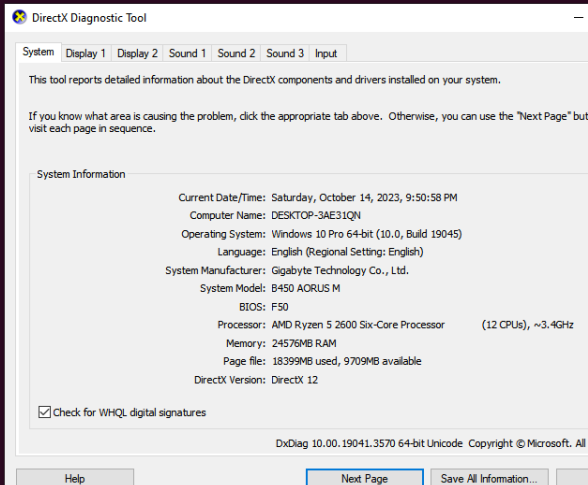 DirectX Diagnostic Tool
System Display 1 Display 2 Sound 1 Sound 2 Sound 3 Input
This tool reports detailed information about the DirectX components and drivers installed on your system.
If you know what area is causing the problem, click the appropriate tab above. Otherwise, you can use the "Next Page" but
visit each page in sequence.
System Information
Current Date/Time: Saturday, October 14, 2023, 9:50:58 PM
Computer Name: DESKTOP-3AE31QN
Operating System: Windows 10 Pro 64-bit (10.0, Build 19045)
Language: English (Regional Setting: English)
System Manufacturer: Gigabyte Technology Co., Ltd.
System Model: B450 AORUS M
BIOS: F50
Processor: AMD Ryzen 5 2600 Six-Core Processor (12 CPUs), ~3.4GHz
Memory: 24576MB RAM
Page file: 18399MB used, 9709MB available
DirectX Version: DirectX 12
Check for WHQL digital signatures
DxDiag 10.00.19041.3570 64-bit Unicode Copyright © Microsoft. All
Help Next Page Save All Information...